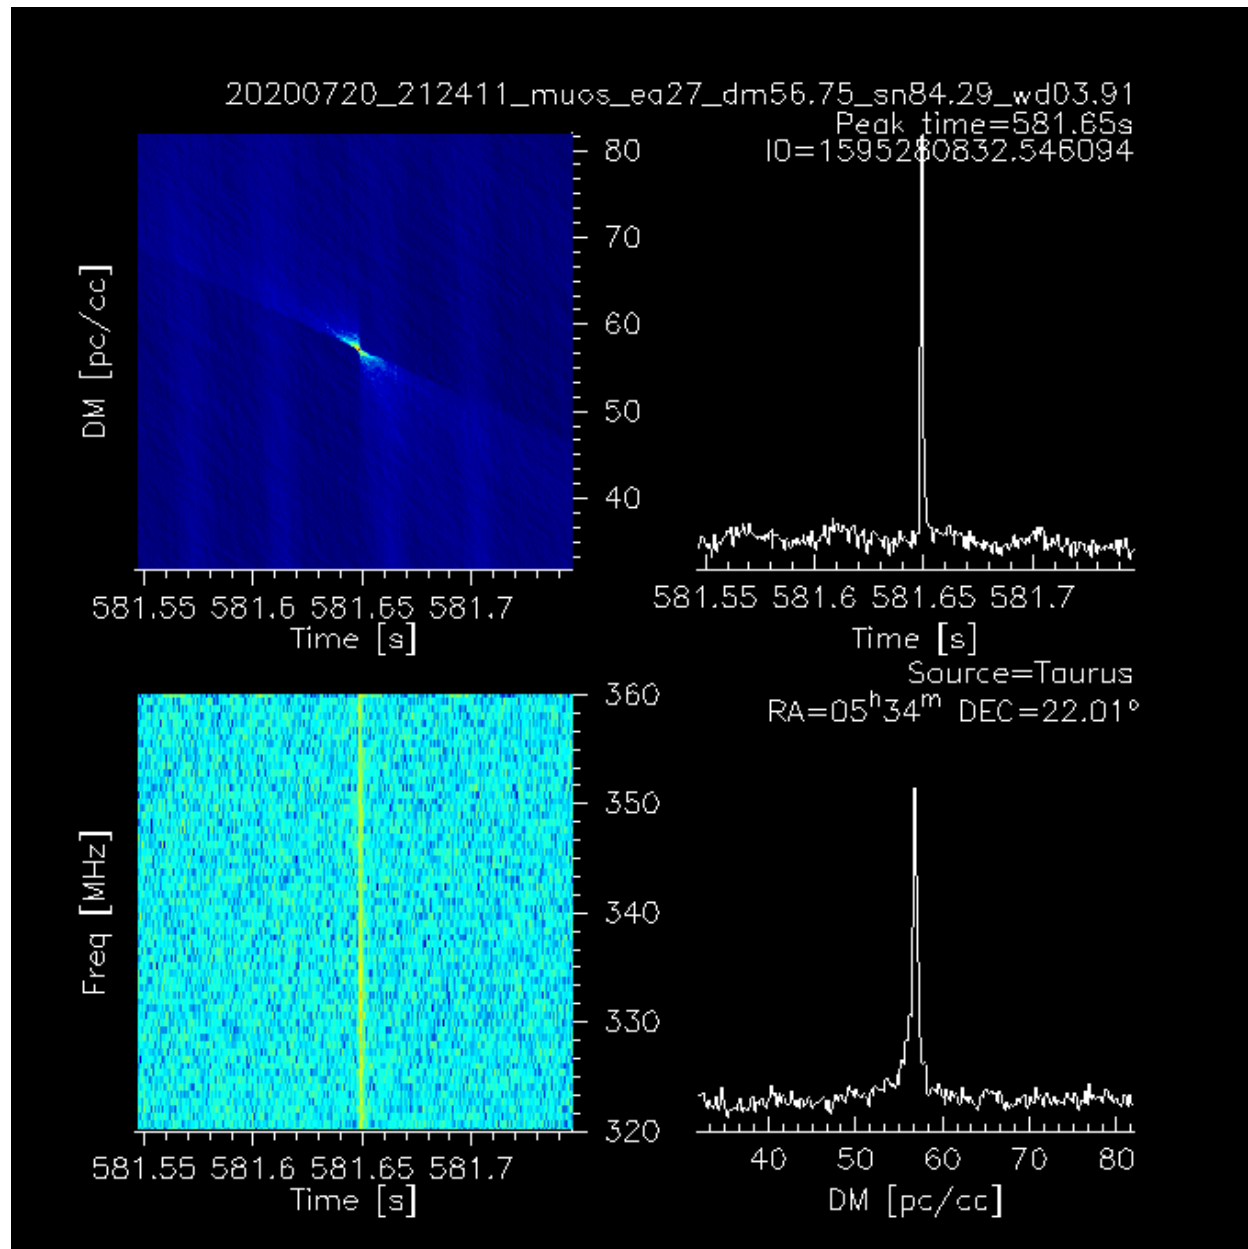 20200720_212411_muos_ea27_dm56.75_sn84.29_wd03.91
Peak time=581.65s
I0=1595280832.546094
80
70
60
50
40
DM [pc/cc]
581.55 581.6 581.65 581.7
Time [s]
581.55 581.6 581.65 581.7
Time [s]
Source=Taurus
RA=05h34m DEC=22.01°
360
350
340
330
320
Freq [MHz]
581.55 581.6 581.65 581.7
Time [s]
40 50 60 70 80
DM [pc/cc]